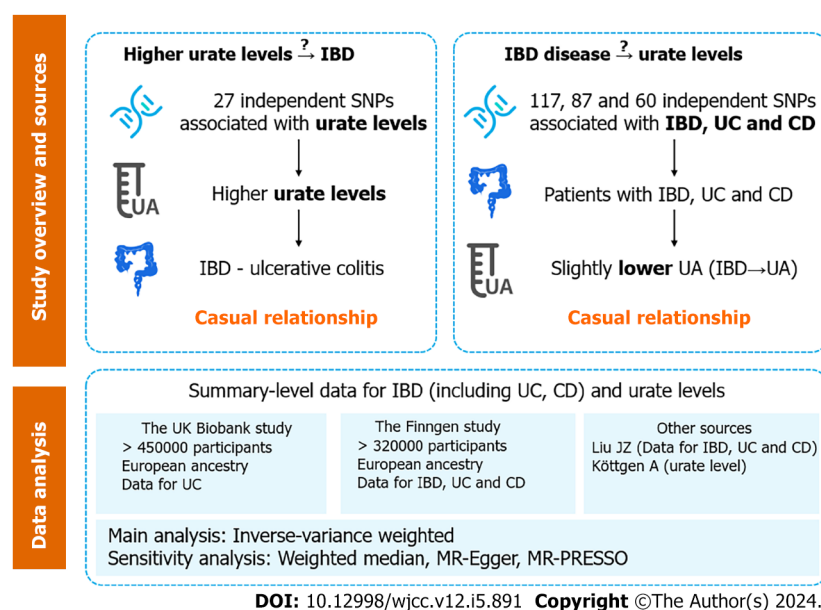 Study overview and sources
Higher urate levels ?→ IBD
27 independent SNPs
associated with urate levels
Higher urate levels
UA
IBD - ulcerative colitis
Casual relationship
IBD disease ?→ urate levels
117, 87 and 60 independent SNPs
associated with IBD, UC and CD
Patients with IBD, UC and CD
UA
Slightly lower UA (IBD→UA)
Casual relationship
Data analysis
Summary-level data for IBD (including UC, CD) and urate levels
The UK Biobank study
> 450000 participants
European ancestry
Data for UC
The Finngen study
> 320000 participants
European ancestry
Data for IBD, UC and CD
Other sources
Liu JZ (Data for IBD, UC and CD)
Köttgen A (urate level)
Main analysis: Inverse-variance weighted
Sensitivity analysis: Weighted median, MR-Egger, MR-PRESSO
DOI: 10.12998/wjcc.v12.i5.891 Copyright ©The Author(s) 2024.